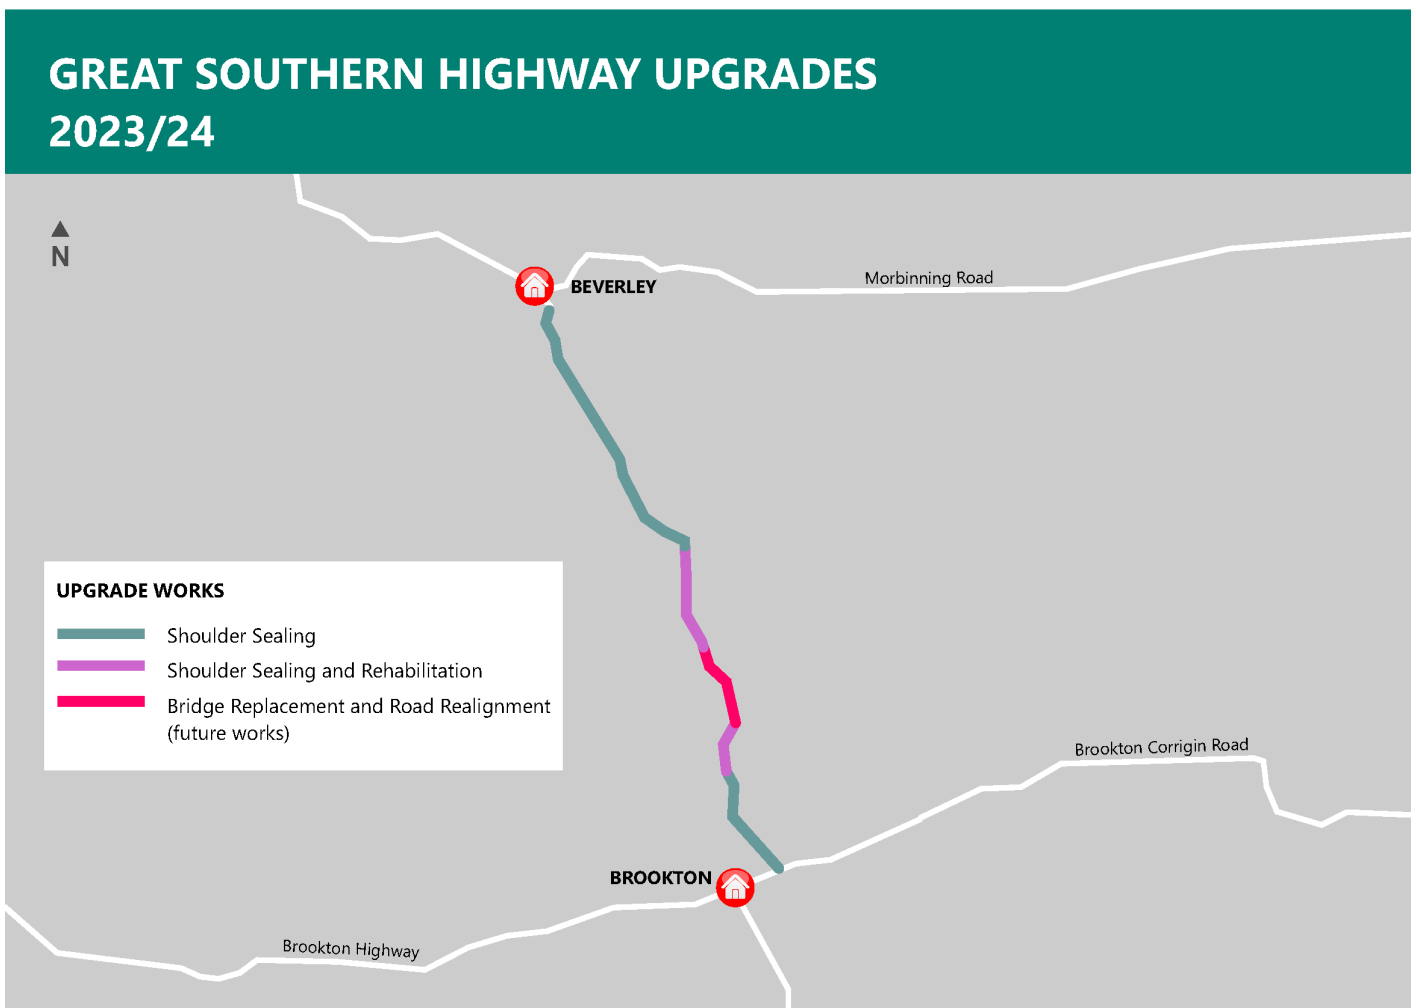 GREAT SOUTHERN HIGHWAY UPGRADES
2023/24
N
BEVERLEY
Morbinning Road
UPGRADE WORKS
Shoulder Sealing
Shoulder Sealing and Rehabilitation
Bridge Replacement and Road Realignment
(future works)
Brookton Corrigin Road
BROOKTON
Brookton Highway